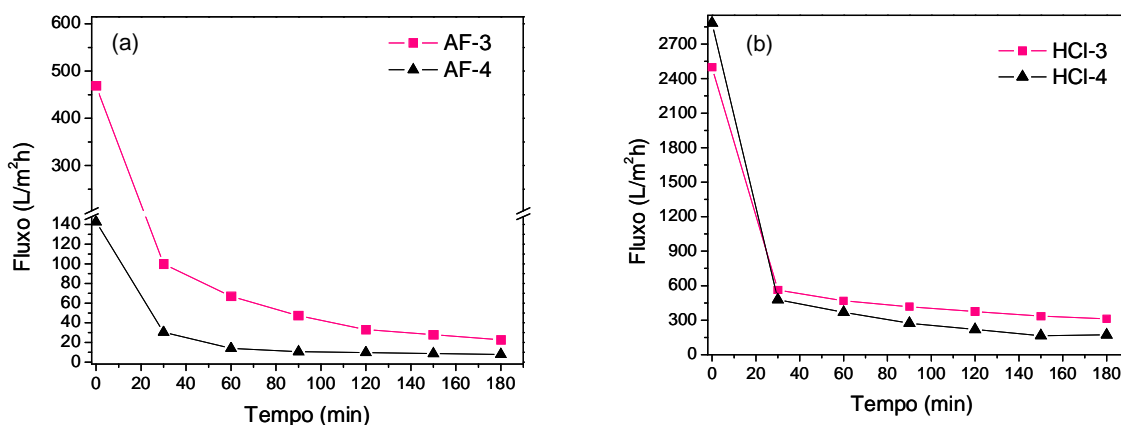 (a)
AF-3
AF-4
Fluxo (L/m²h)
600
500
400
300
140
120
100
80
60
40
20
0
0 20 40 60 80 100 120 140 160 180
Tempo (min)
(b)
HCl-3
HCl-4
Fluxo (L/m²h)
2700
2400
2100
1800
1500
1200
900
600
300
0
0 20 40 60 80 100 120 140 160 180
Tempo (min)